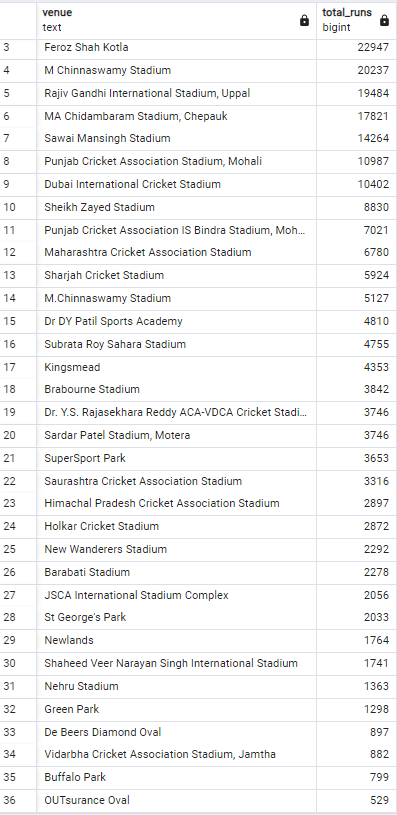 venue total_runs
text bigint
3 Feroz Shah Kotla 22947
4 M Chinnaswamy Stadium 20237
5 Rajiv Gandhi International Stadium, Uppal 19484
6 MA Chidambaram Stadium, Chepauk 17821
7 Sawai Mansingh Stadium 14264
8 Punjab Cricket Association Stadium, Mohali 10987
9 Dubai International Cricket Stadium 10402
10 Sheikh Zayed Stadium 8830
11 Punjab Cricket Association IS Bindra Stadium, Moh... 7021
12 Maharashtra Cricket Association Stadium 6780
13 Sharjah Cricket Stadium 5924
14 M.Chinnaswamy Stadium 5127
15 Dr DY Patil Sports Academy 4810
16 Subrata Roy Sahara Stadium 4755
17 Kingsmead 4353
18 Brabourne Stadium 3842
19 Dr. Y.S. Rajasekhara Reddy ACA-VDCA Cricket Stadi... 3746
20 Sardar Patel Stadium, Motera 3746
21 SuperSport Park 3653
22 Saurashtra Cricket Association Stadium 3316
23 Himachal Pradesh Cricket Association Stadium 2897
24 Holkar Cricket Stadium 2872
25 New Wanderers Stadium 2292
26 Barabati Stadium 2278
27 JSCA International Stadium Complex 2056
28 St George's Park 2033
29 Newlands 1764
30 Shaheed Veer Narayan Singh International Stadium 1741
31 Nehru Stadium 1363
32 Green Park 1298
33 De Beers Diamond Oval 897
34 Vidarbha Cricket Association Stadium, Jamtha 882
35 Buffalo Park 799
36 OUTsurance Oval 529